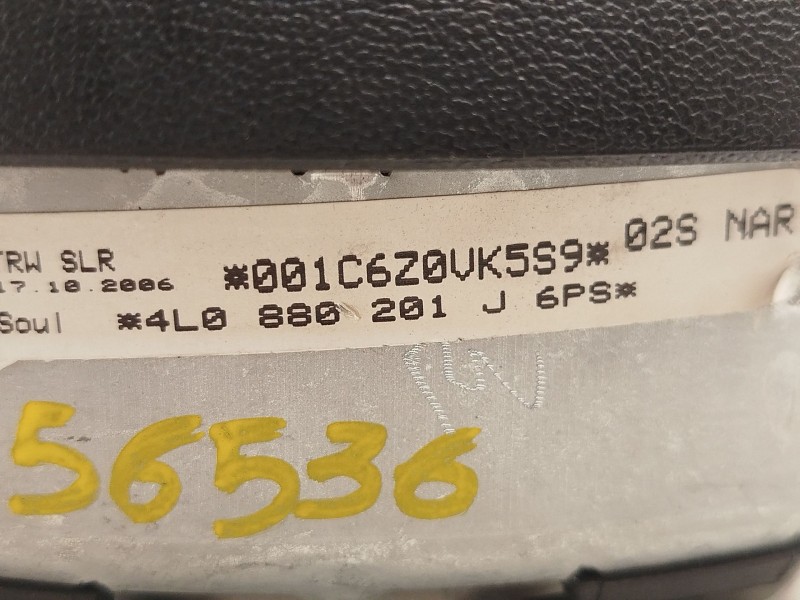 TRW SLR *001C6Z0VK5S9* 02S NAR
17.10.2006
Soul *4L0 880 201 J 6PS*
56536